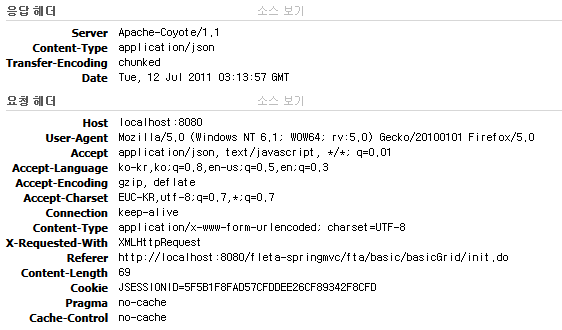 응답 헤더 소스 보기
Server Apache-Coyote/1.1
Content-Type application/json
Transfer-Encoding chunked
Date Tue, 12 Jul 2011 03:13:57 GMT
요청 헤더 소스 보기
Host localhost:8080
User-Agent Mozilla/5.0 (Windows NT 6.1; WOW64; rv:5.0) Gecko/20100101 Firefox/5.0
Accept application/json, text/javascript, */*; q=0.01
Accept-Language ko-kr,ko;q=0.8,en-us;q=0.5,en;q=0.3
Accept-Encoding gzip, deflate
Accept-Charset EUC-KR,utf-8;q=0.7,*;q=0.7
Connection keep-alive
Content-Type application/x-www-form-urlencoded; charset=UTF-8
X-Requested-With XMLHttpRequest
Referer http://localhost:8080/fleta-springmvc/fta/basic/basicGrid/init.do
Content-Length 69
Cookie JSESSIONID=5F5B1F8FAD57CFDDEE26CF89342F8CFD
Pragma no-cache
Cache-Control no-cache